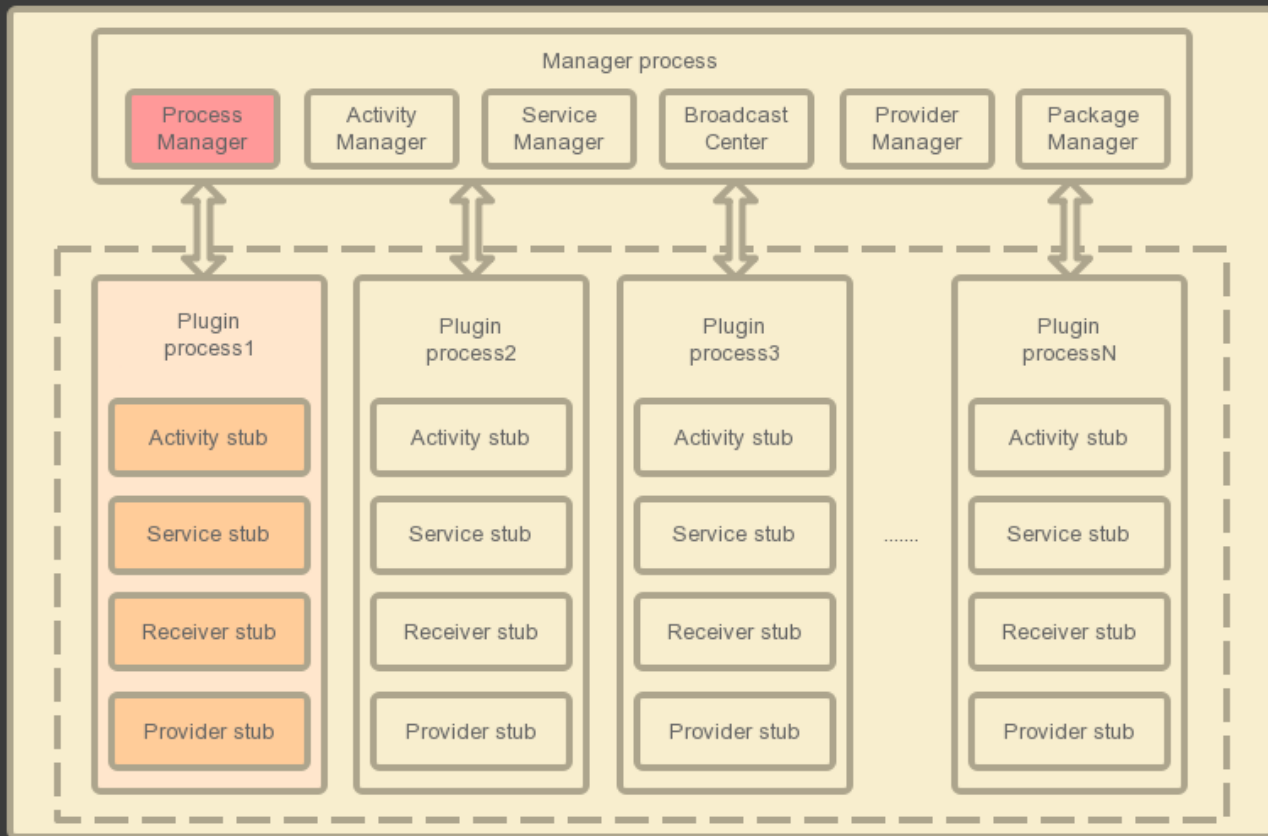 Manager process
Process
Manager
Activity
Manager
Service
Manager
Broadcast
Center
Provider
Manager
Package
Manager
Plugin
process1
Activity stub
Service stub
Receiver stub
Provider stub
Plugin
process2
Activity stub
Service stub
Receiver stub
Provider stub
Plugin
process3
Activity stub
Service stub
Receiver stub
Provider stub
.......
Plugin
processN
Activity stub
Service stub
Receiver stub
Provider stub